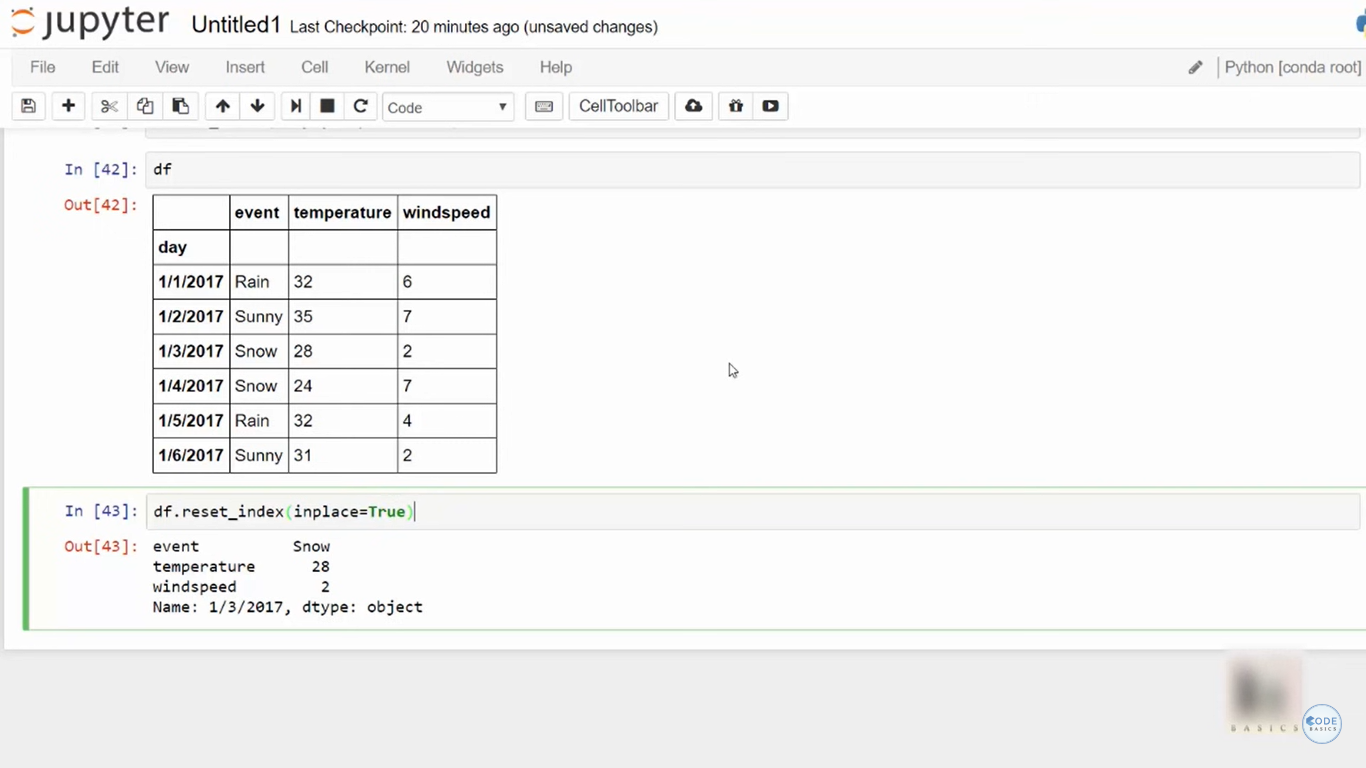 jupyter Untitled1 Last Checkpoint: 20 minutes ago (unsaved changes)
File Edit View Insert Cell Kernel Widgets Help Python [conda root]
Code CellToolbar
In [42]: df
Out[42]:
event temperature windspeed
day
1/1/2017 Rain 32 6
1/2/2017 Sunny 35 7
1/3/2017 Snow 28 2
1/4/2017 Snow 24 7
1/5/2017 Rain 32 4
1/6/2017 Sunny 31 2
In [43]: df.reset_index(inplace=True)
Out[43]: event Snow
temperature 28
windspeed 2
Name: 1/3/2017, dtype: object
BASICS
CODE
BASICS